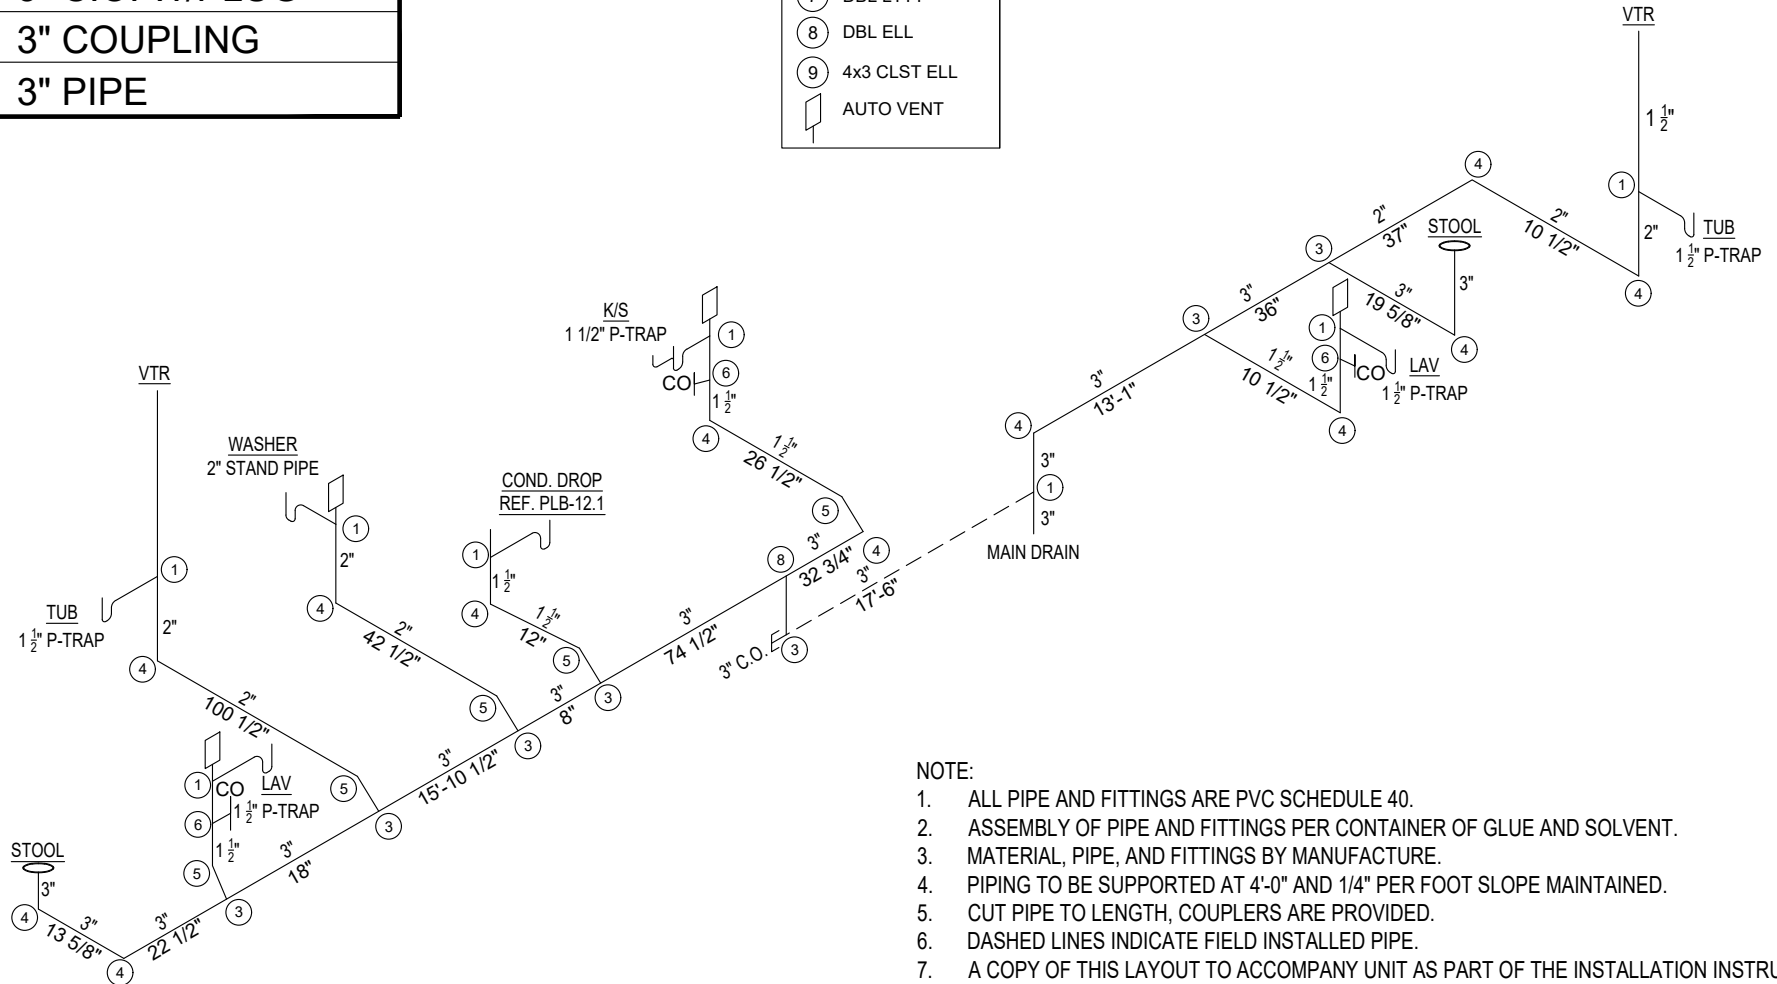 3" COUPLING
3" PIPE
8 DBL ELL
9 4x3 CLST ELL
AUTO VENT
VTR
1 1/2"
1
2"
TUB
1 1/2" P-TRAP
4
4
2"
10 1/2"
2"
37"
STOOL
3"
3
3"
19 5/8"
4
3"
36"
3
1
6
CO
LAV
1 1/2" P-TRAP
1 1/2"
1 1/2"
10 1/2"
4
3"
13'-1"
4
3"
1
3"
MAIN DRAIN
3"
17'-6"
K/S
1 1/2" P-TRAP
1
6
CO
1 1/2"
4
1 1/2"
26 1/2"
5
4
3"
32 3/4"
8
3" C.O.
3
3"
74 1/2"
COND. DROP
REF. PLB-12.1
1
1 1/2"
4
1 1/2"
12"
5
3
3"
8"
WASHER
2" STAND PIPE
1
2"
4
2"
42 1/2"
5
3
3"
15'-10 1/2"
VTR
1
TUB
1 1/2" P-TRAP
2"
4
2"
100 1/2"
5
3
3"
18"
1
CO
LAV
1 1/2" P-TRAP
6
1 1/2"
5
3
3"
22 1/2"
STOOL
3"
4
3"
13 5/8"
4
NOTE:
1. ALL PIPE AND FITTINGS ARE PVC SCHEDULE 40.
2. ASSEMBLY OF PIPE AND FITTINGS PER CONTAINER OF GLUE AND SOLVENT.
3. MATERIAL, PIPE, AND FITTINGS BY MANUFACTURE.
4. PIPING TO BE SUPPORTED AT 4'-0" AND 1/4" PER FOOT SLOPE MAINTAINED.
5. CUT PIPE TO LENGTH, COUPLERS ARE PROVIDED.
6. DASHED LINES INDICATE FIELD INSTALLED PIPE.
7. A COPY OF THIS LAYOUT TO ACCOMPANY UNIT AS PART OF THE INSTALLATION